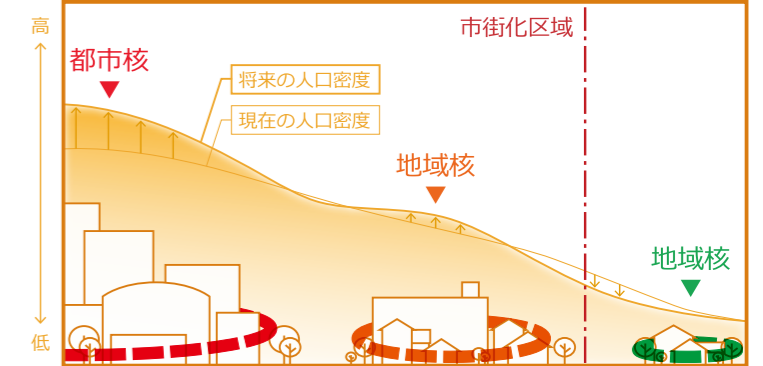 高
市街化区域
都市核
将来の人口密度
現在の人口密度
地域核
地域核
低